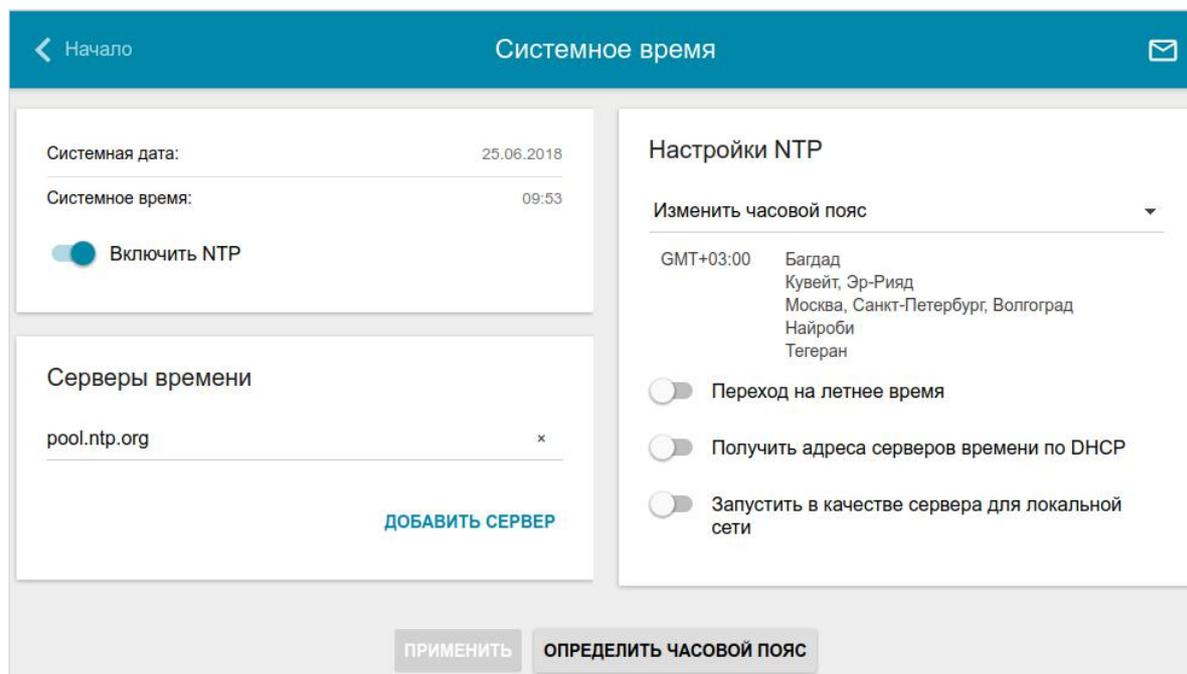 Начало
Системное время
Системная дата: 25.06.2018
Системное время: 09:53
Включить NTP
Серверы времени
pool.ntp.org ×
ДОБАВИТЬ СЕРВЕР
Настройки NTP
Изменить часовой пояс
GMT+03:00 Багдад
Кувейт, Эр-Рияд
Москва, Санкт-Петербург, Волгоград
Найроби
Тегеран
Переход на летнее время
Получить адреса серверов времени по DHCP
Запустить в качестве сервера для локальной
сети
ПРИМЕНИТЬ
ОПРЕДЕЛИТЬ ЧАСОВОЙ ПОЯС